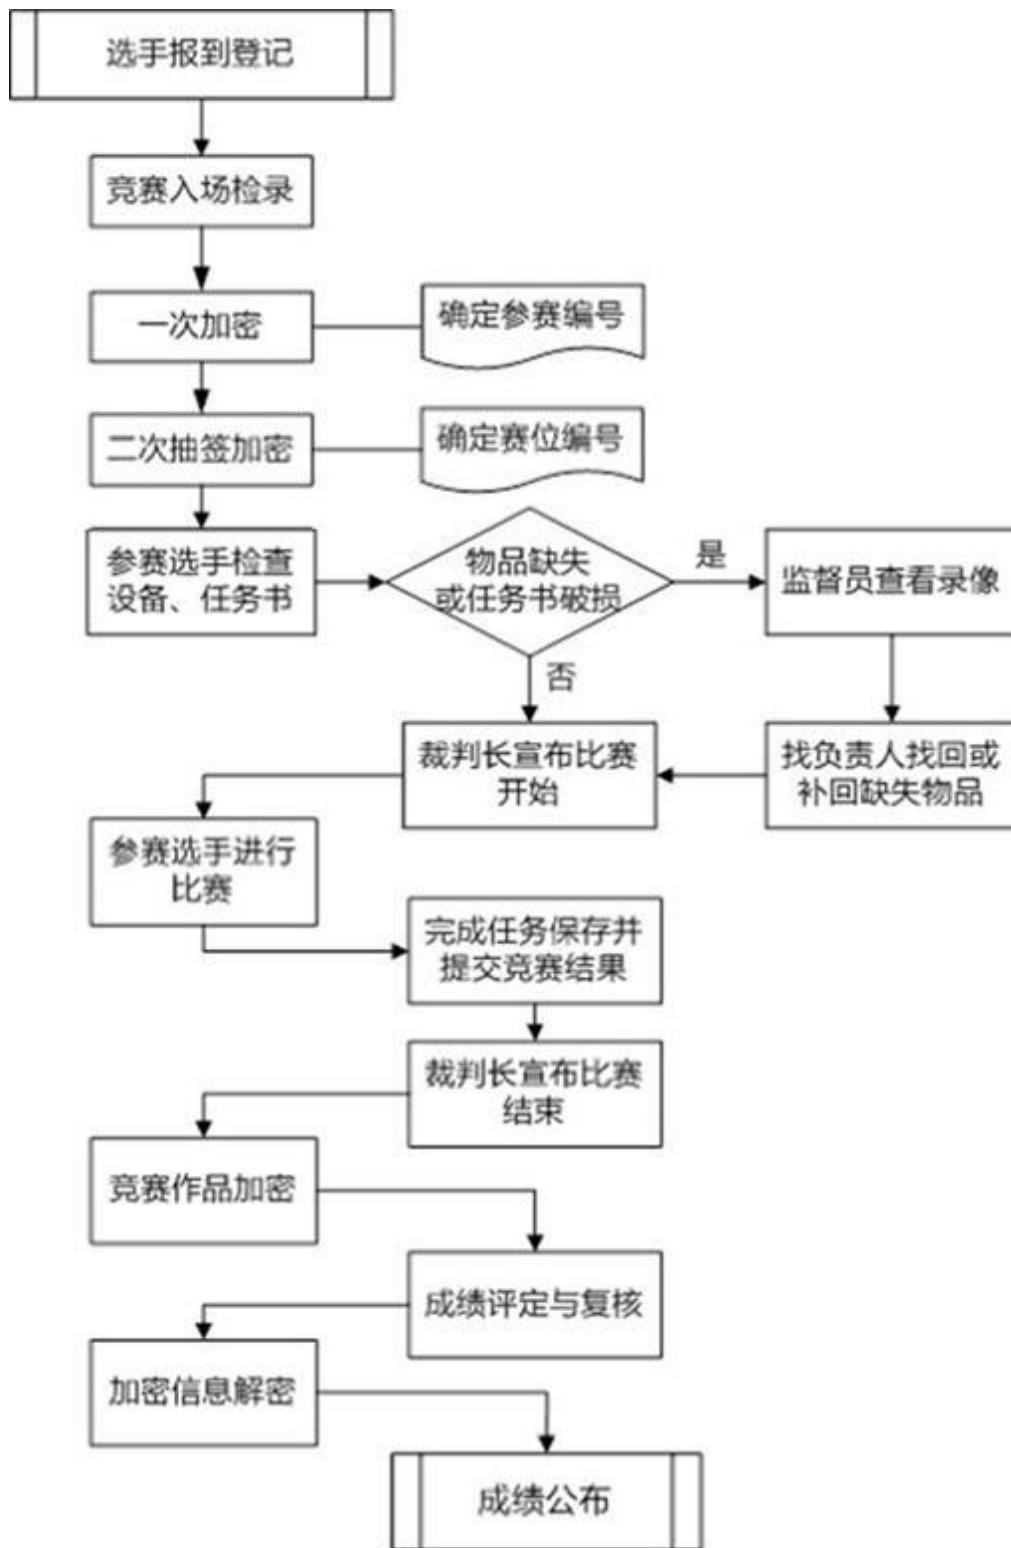 选手报到登记
竞赛入场检录
一次加密
确定参赛编号
二次抽签加密
确定赛位编号
参赛选手检查
设备、任务书
物品缺失
或任务书破损
是
监督员查看录像
否
裁判长宣布比赛
开始
找负责人找回或
补回缺失物品
参赛选手进行
比赛
完成任务保存并
提交竞赛结果
裁判长宣布比赛
结束
竞赛作品加密
成绩评定与复核
加密信息解密
成绩公布